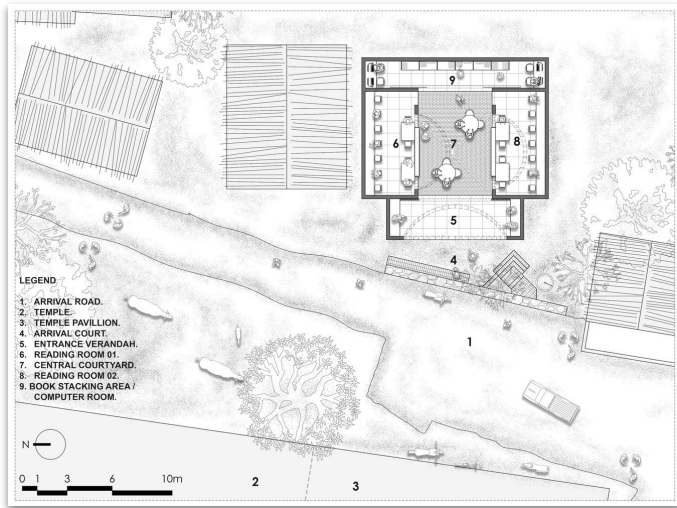 9
6
7
8
5
4
1
LEGEND
1. ARRIVAL ROAD.
2. TEMPLE.
3. TEMPLE PAVILLION.
4. ARRIVAL COURT.
5. ENTRANCE VERANDAH.
6. READING ROOM 01.
7. CENTRAL COURTYARD.
8. READING ROOM 02.
9. BOOK STACKING AREA /
COMPUTER ROOM.
N
0 1 3 6 10m
2
3